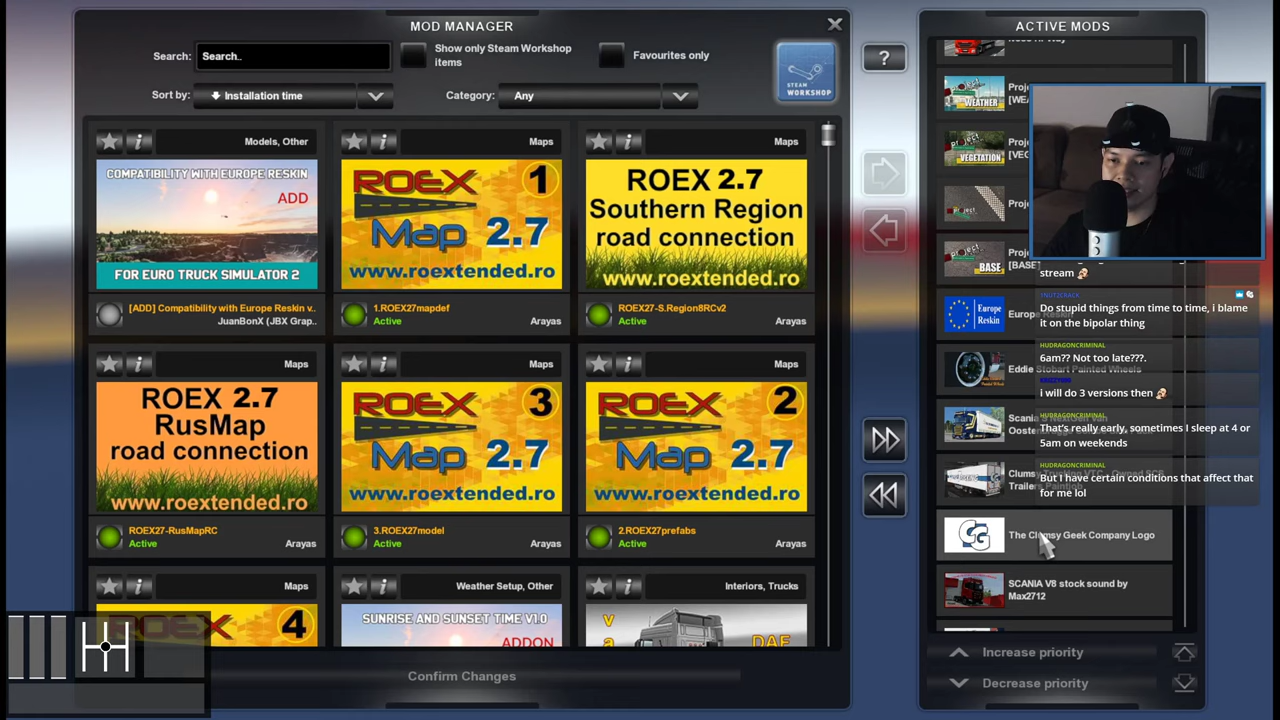 MOD MANAGER
Search:
Search..
Show only Steam Workshop
items
Favourites only
STEAM
WORKSHOP
Sort by:
Installation time
Category:
Any
Models, Other
COMPATIBILITY WITH EUROPE RESKIN
ADD
FOR EURO TRUCK SIMULATOR 2
[ADD] Compatibility with Europe Reskin v..
JuanBonX (JBX Grap..
Maps
ROEX
1
Map 2.7
www.roextended.ro
1.ROEX27mapdef
Active
Arayas
Maps
ROEX 2.7
Southern Region
road connection
www.roextended.ro
ROEX27-S.Region8RCv2
Active
Arayas
Maps
ROEX 2.7
RusMap
road connection
www.roextended.ro
ROEX27-RusMapRC
Active
Arayas
Maps
ROEX
3
Map 2.7
www.roextended.ro
3.ROEX27model
Active
Arayas
Maps
ROEX
2
Map 2.7
www.roextended.ro
2.ROEX27prefabs
Active
Arayas
Maps
ROEX
4
Weather Setup, Other
SUNRISE AND SUNSET TIME V1.0
ADDON
Interiors, Trucks
DAF
Confirm Changes
?
ACTIVE MODS
Proje
WEATHER
[WEA
VEGETATION
[VEG
BASE
[BASE]
stream
Do stupid things from time to time, i blame
it on the bipolar thing
Europe
Reskin
HUDRAGONCRIMINAL
6am?? Not too late???.
Eddie Stobart Painted Wheels
i will do 3 versions then
HUDRAGONCRIMINAL
That's really early, sometimes I sleep at 4 or
5am on weekends
HUDRAGONCRIMINAL
But I have certain conditions that affect that
for me lol
The Clumsy Geek Company Logo
SCANIA V8 stock sound by
Max2712
Increase priority
Decrease priority